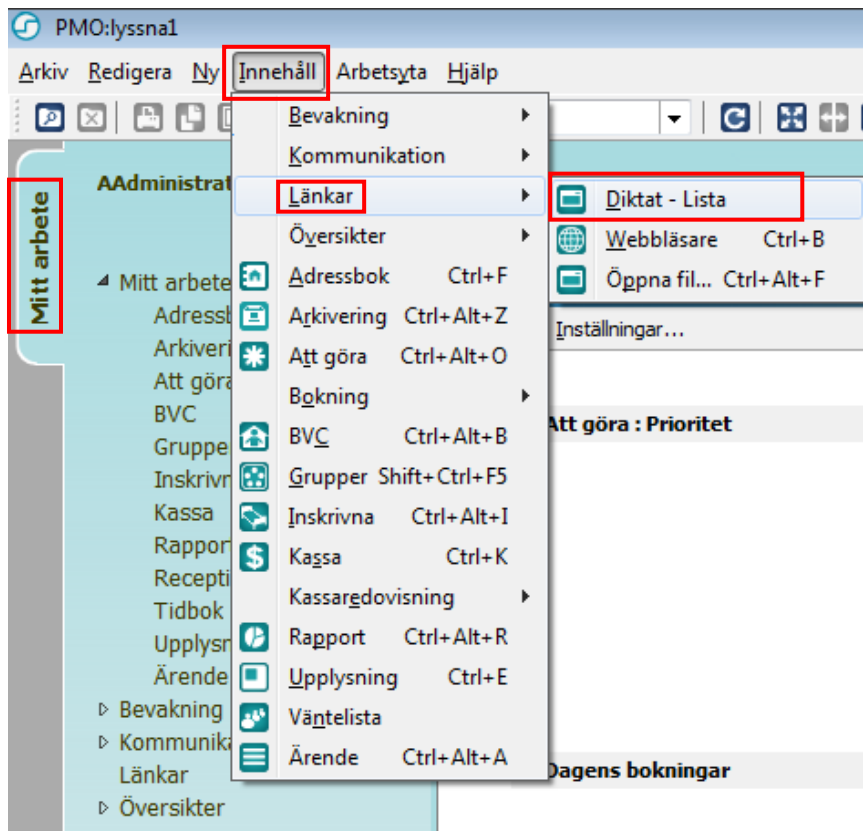 PMO:lyssna1
Arkiv Redigera Ny Innehåll Arbetsyta Hjälp
Mitt arbete
AAdministrat
Mitt arbete
Adressb
Arkiveri
Att göra
BVC
Gruppe
Inskrivn
Kassa
Rapport
Recepti
Tidbok
Upplysn
Ärende
Bevakning
Kommunika
Länkar
Översikter
Bevakning
Kommunikation
Länkar
Översikter
Adressbok Ctrl+F
Arkivering Ctrl+Alt+Z
Att göra Ctrl+Alt+O
Bokning
BVC Ctrl+Alt+B
Grupper Shift+Ctrl+F5
Inskrivna Ctrl+Alt+I
Kassa Ctrl+K
Kassaredovisning
Rapport Ctrl+Alt+R
Upplysning Ctrl+E
Väntelista
Ärende Ctrl+Alt+A
Diktat - Lista
Webbläsare Ctrl+B
Öppna fil... Ctrl+Alt+F
Inställningar...
Att göra : Prioritet
Dagens bokningar